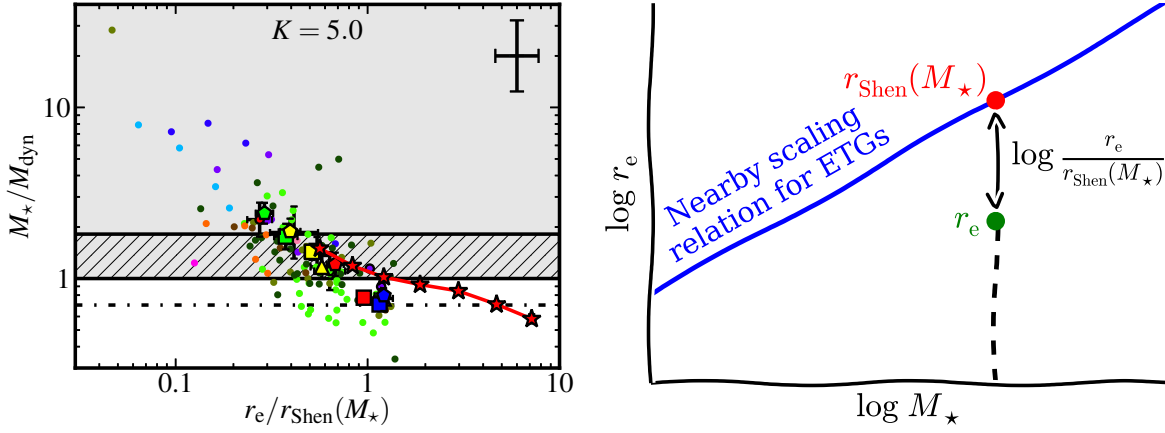 K = 5.0
10
1
M⋆/Mdyn
0.1
1
10
re/rShen(M⋆)
rShen(M⋆)
Nearby scaling
relation for ETGs
log re/rShen(M⋆)
re
log re
log M⋆